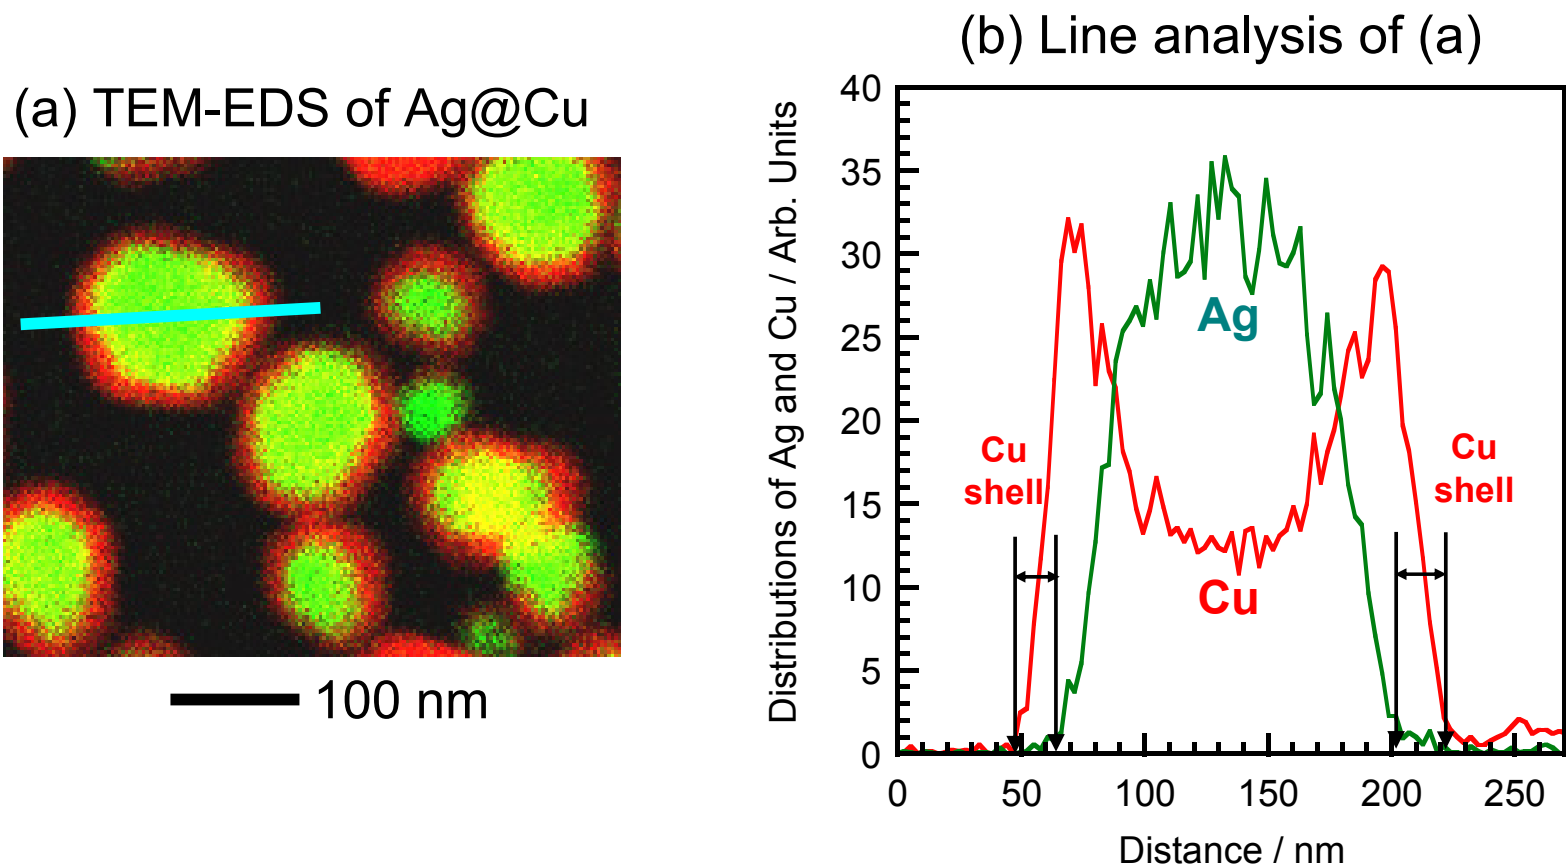 (a) TEM-EDS of Ag@Cu
100 nm
(b) Line analysis of (a)
Distributions of Ag and Cu / Arb. Units
40
35
30
25
20
15
10
5
0
Ag
Cu
Cu
shell
Cu
shell
0 50 100 150 200 250
Distance / nm